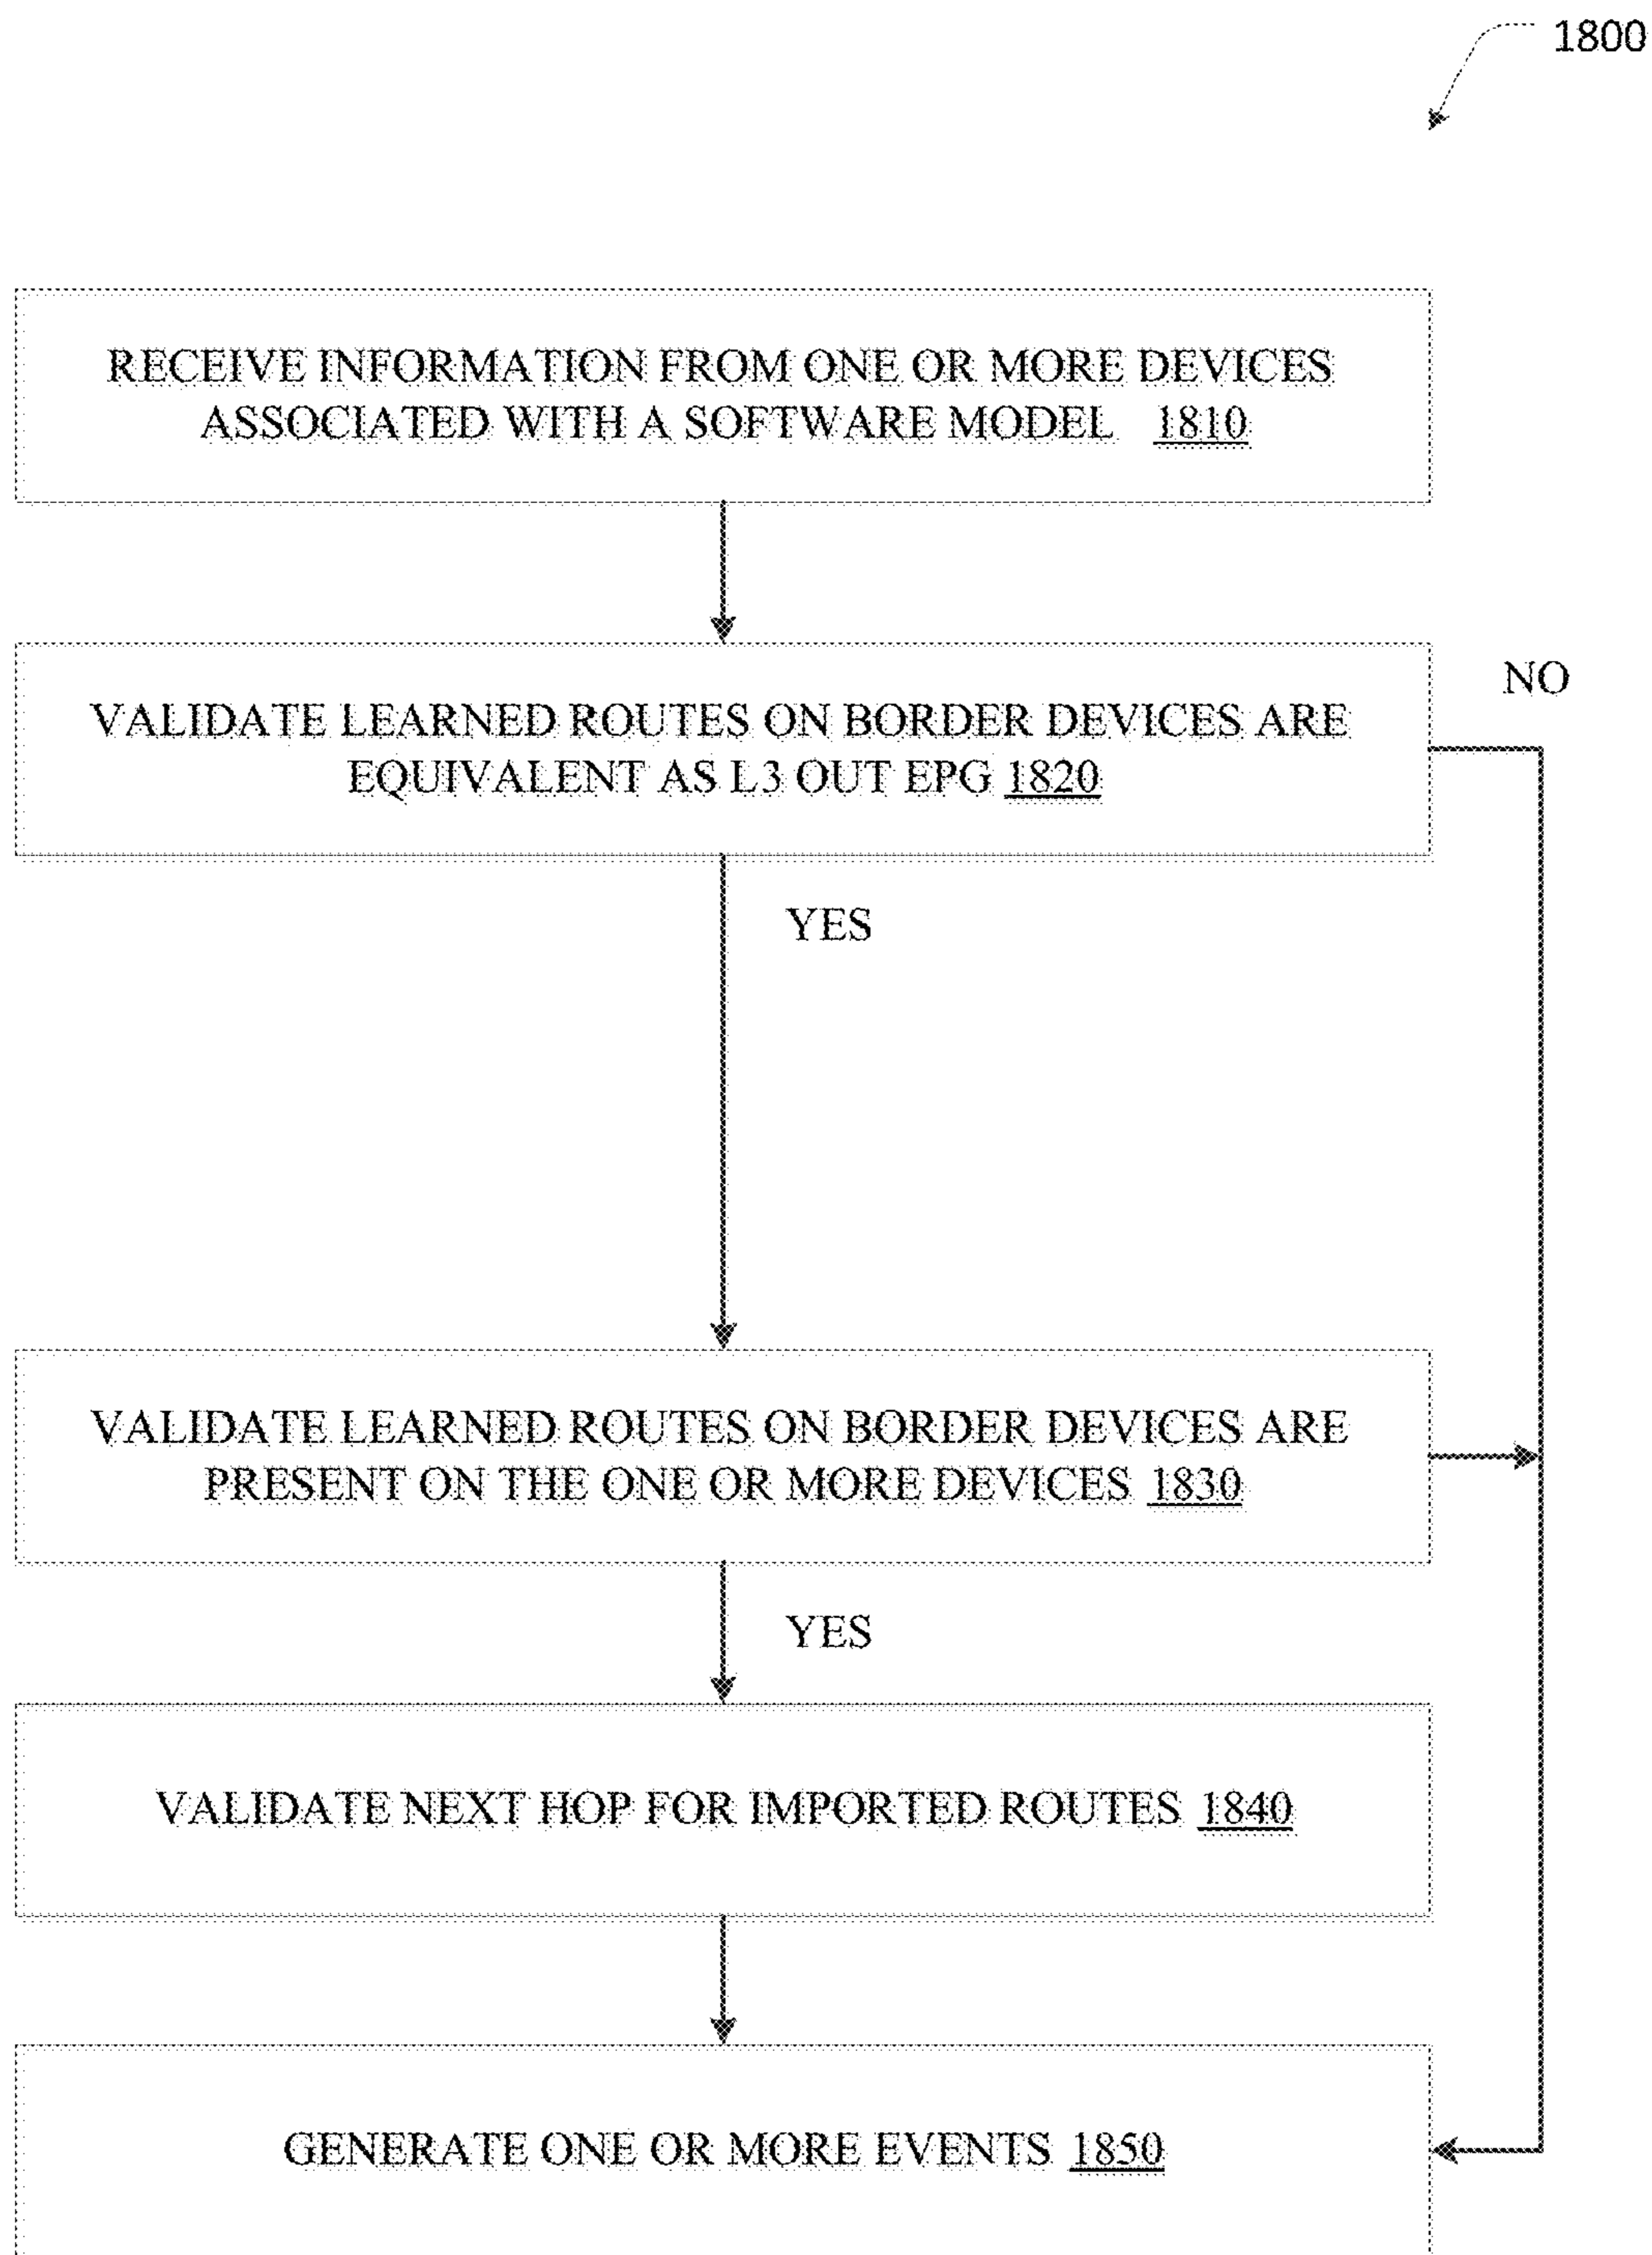 1800
RECEIVE INFORMATION FROM ONE OR MORE DEVICES
ASSOCIATED WITH A SOFTWARE MODEL 1810
NO
VALIDATE LEARNED ROUTES ON BORDER DEVICES ARE
EQUIVALENT AS L3 OUT EPG 1820
YES
VALIDATE LEARNED ROUTES ON BORDER DEVICES ARE
PRESENT ON THE ONE OR MORE DEVICES 1830
YES
VALIDATE NEXT HOP FOR IMPORTED ROUTES 1840
GENERATE ONE OR MORE EVENTS 1850